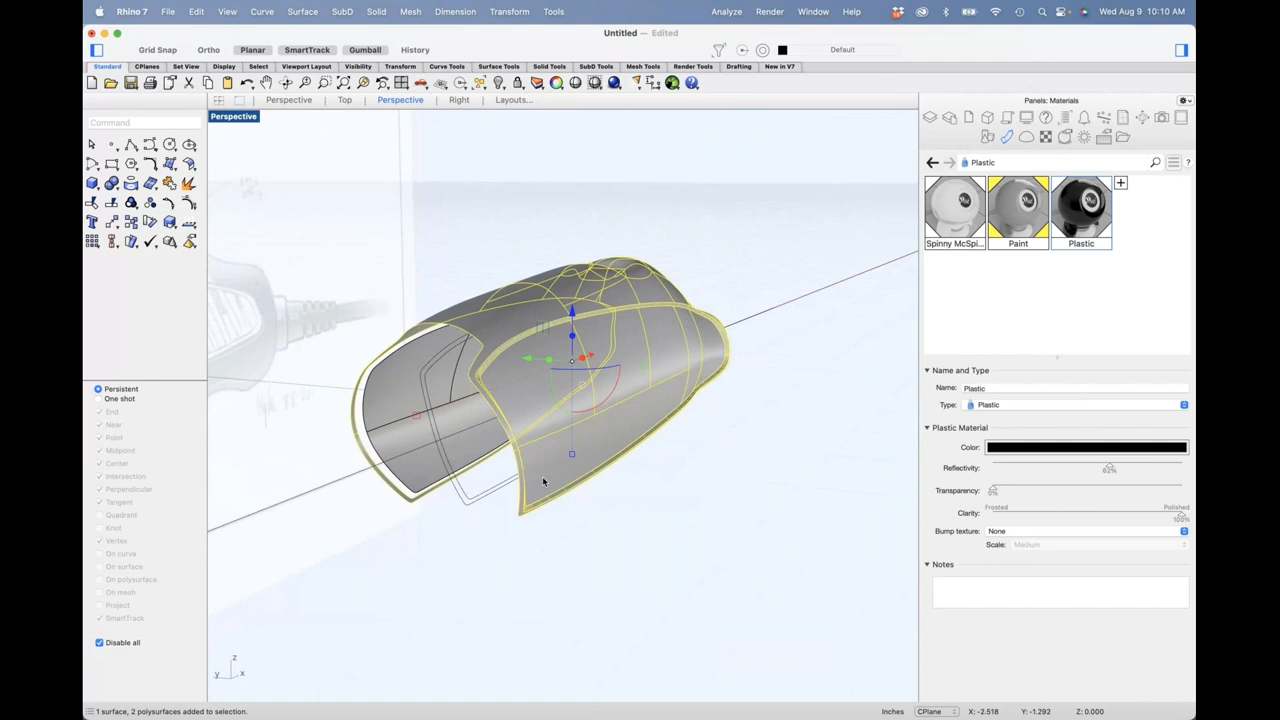 Rhino 7 File Edit View Curve Surface SubD Solid Mesh Dimension Transform Tools Analyze Render Window Help Wed Aug 9 10:10 AM
Untitled — Edited
Grid Snap Ortho Planar SmartTrack Gumball History Default
Standard CPlanes Set View Display Select Viewport Layout Visibility Transform Curve Tools Surface Tools Solid Tools SubD Tools Mesh Tools Render Tools Drafting New in V7
Perspective Top Perspective Right Layouts...
Panels: Materials
Perspective
Command
Plastic
?
Spinny McSpi... Paint Plastic
Name and Type
Name: Plastic
Type: Plastic
Plastic Material
Color:
Reflectivity:
62%
Transparency:
0%
Clarity: Frosted Polished
100%
Bump texture: None
Scale: Medium
Notes
Persistent
One shot
End
Near
Point
Midpoint
Center
Intersection
Perpendicular
Tangent
Quadrant
Knot
Vertex
On curve
On surface
On polysurface
On mesh
Project
SmartTrack
Disable all
z
y x
1 surface, 2 polysurfaces added to selection. Inches CPlane X: -2.518 Y: -1.292 Z: 0.000